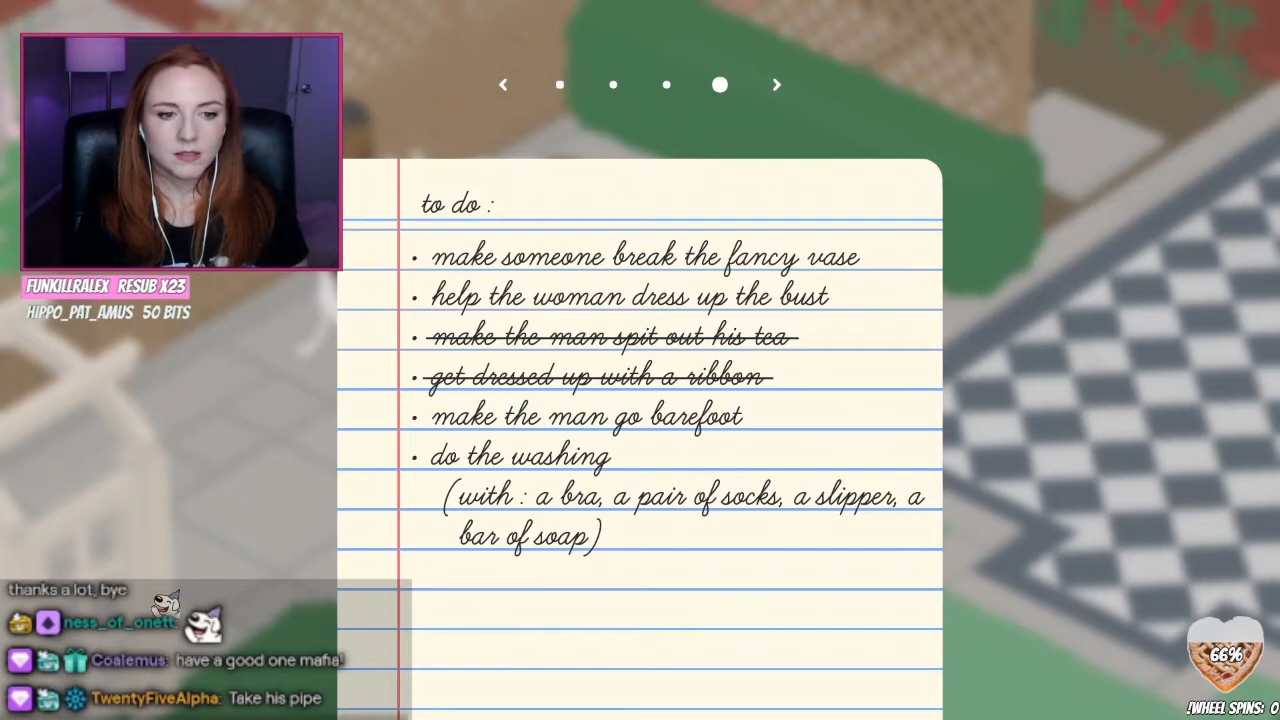 to do :
• make someone break the fancy vase
• help the woman dress up the bust
• make the man spit out his tea
• get dressed up with a ribbon
• make the man go barefoot
• do the washing
(with : a bra, a pair of socks, a slipper, a
bar of soap)
FUNKILLRALEX RESUB X23
HIPPO_PAT_AMUS 50 BITS
thanks a lot, bye
ness_of_onett:
Coalemus: have a good one mafia!
TwentyFiveAlpha: Take his pipe
66%
!WHEEL SPINS: 0